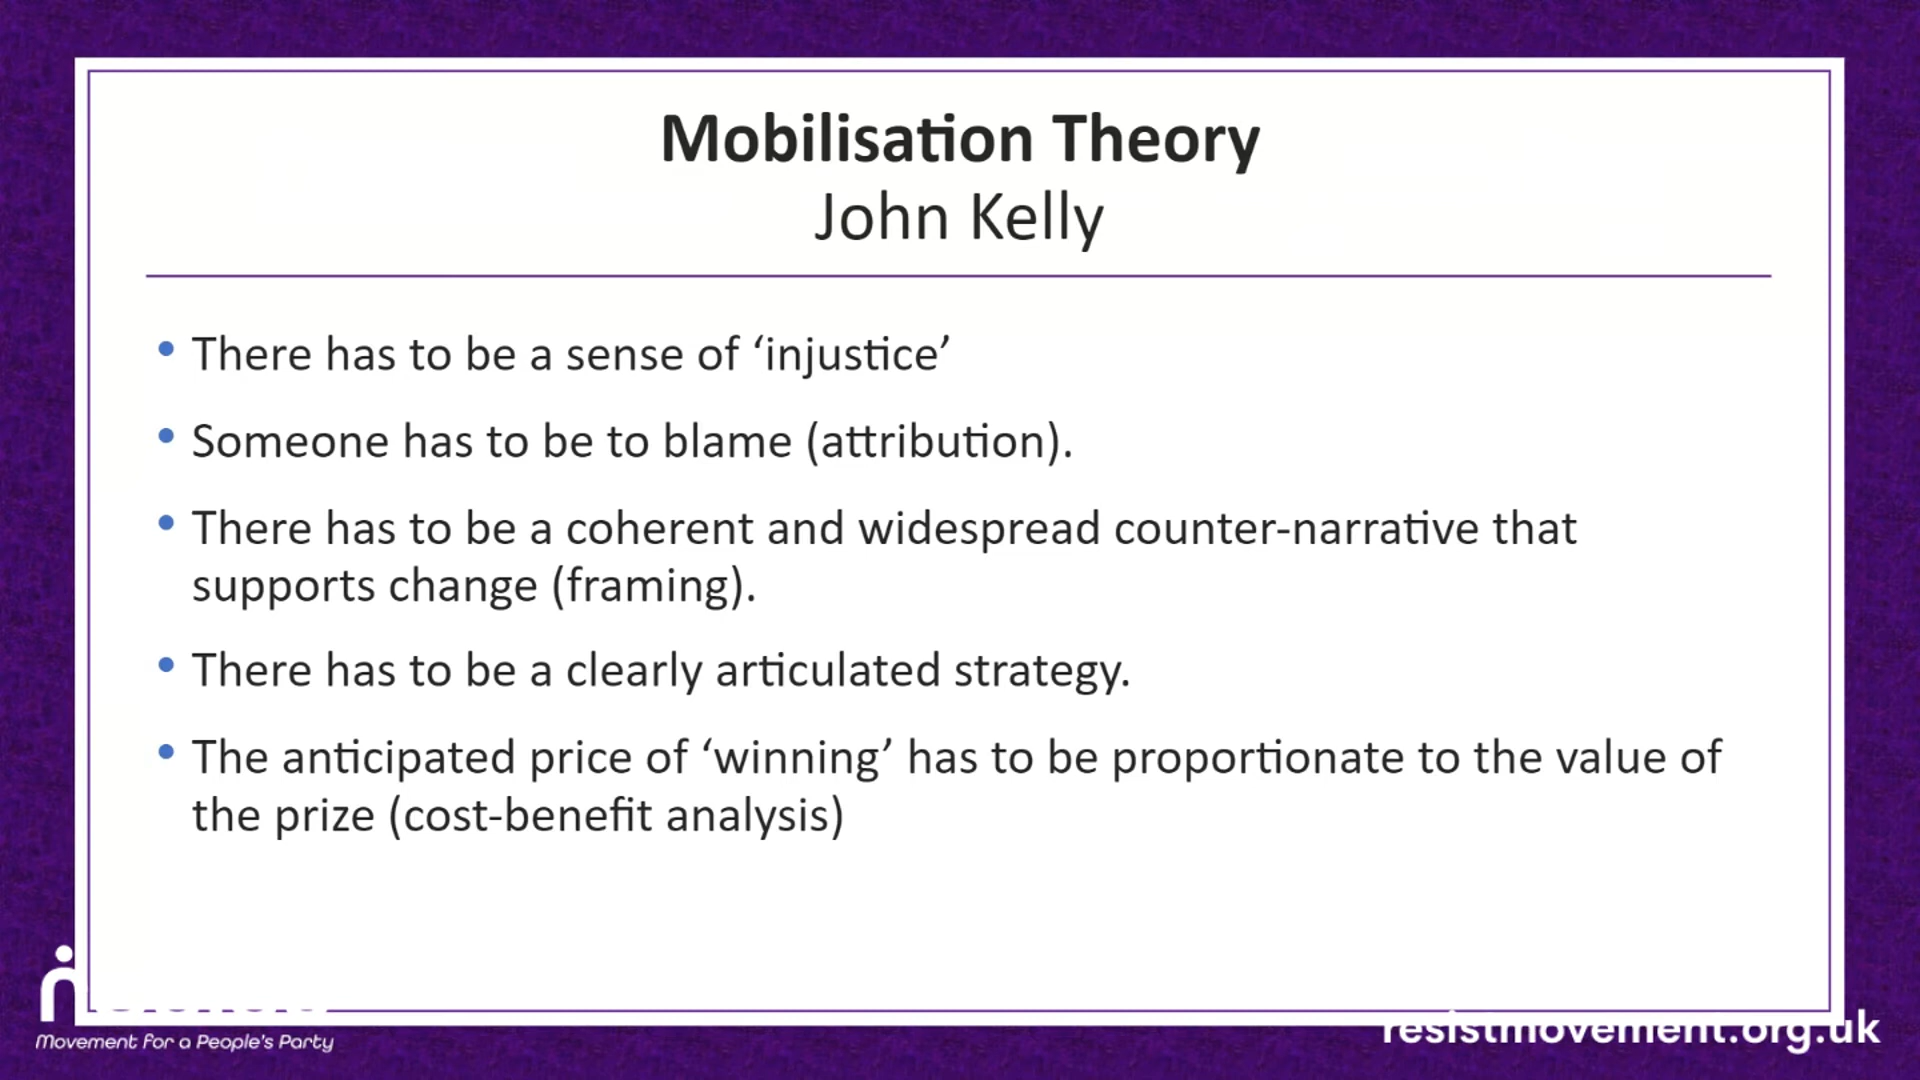 Mobilisation Theory
John Kelly
• There has to be a sense of ‘injustice’
• Someone has to be to blame (attribution).
• There has to be a coherent and widespread counter-narrative that
supports change (framing).
• There has to be a clearly articulated strategy.
• The anticipated price of ‘winning’ has to be proportionate to the value of
the prize (cost-benefit analysis)
Movement for a People's Party
resistmovement.org.uk